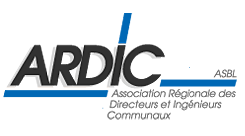 ARDIC
ASBL
Association Régionale des
Directeurs et Ingénieurs
Communaux